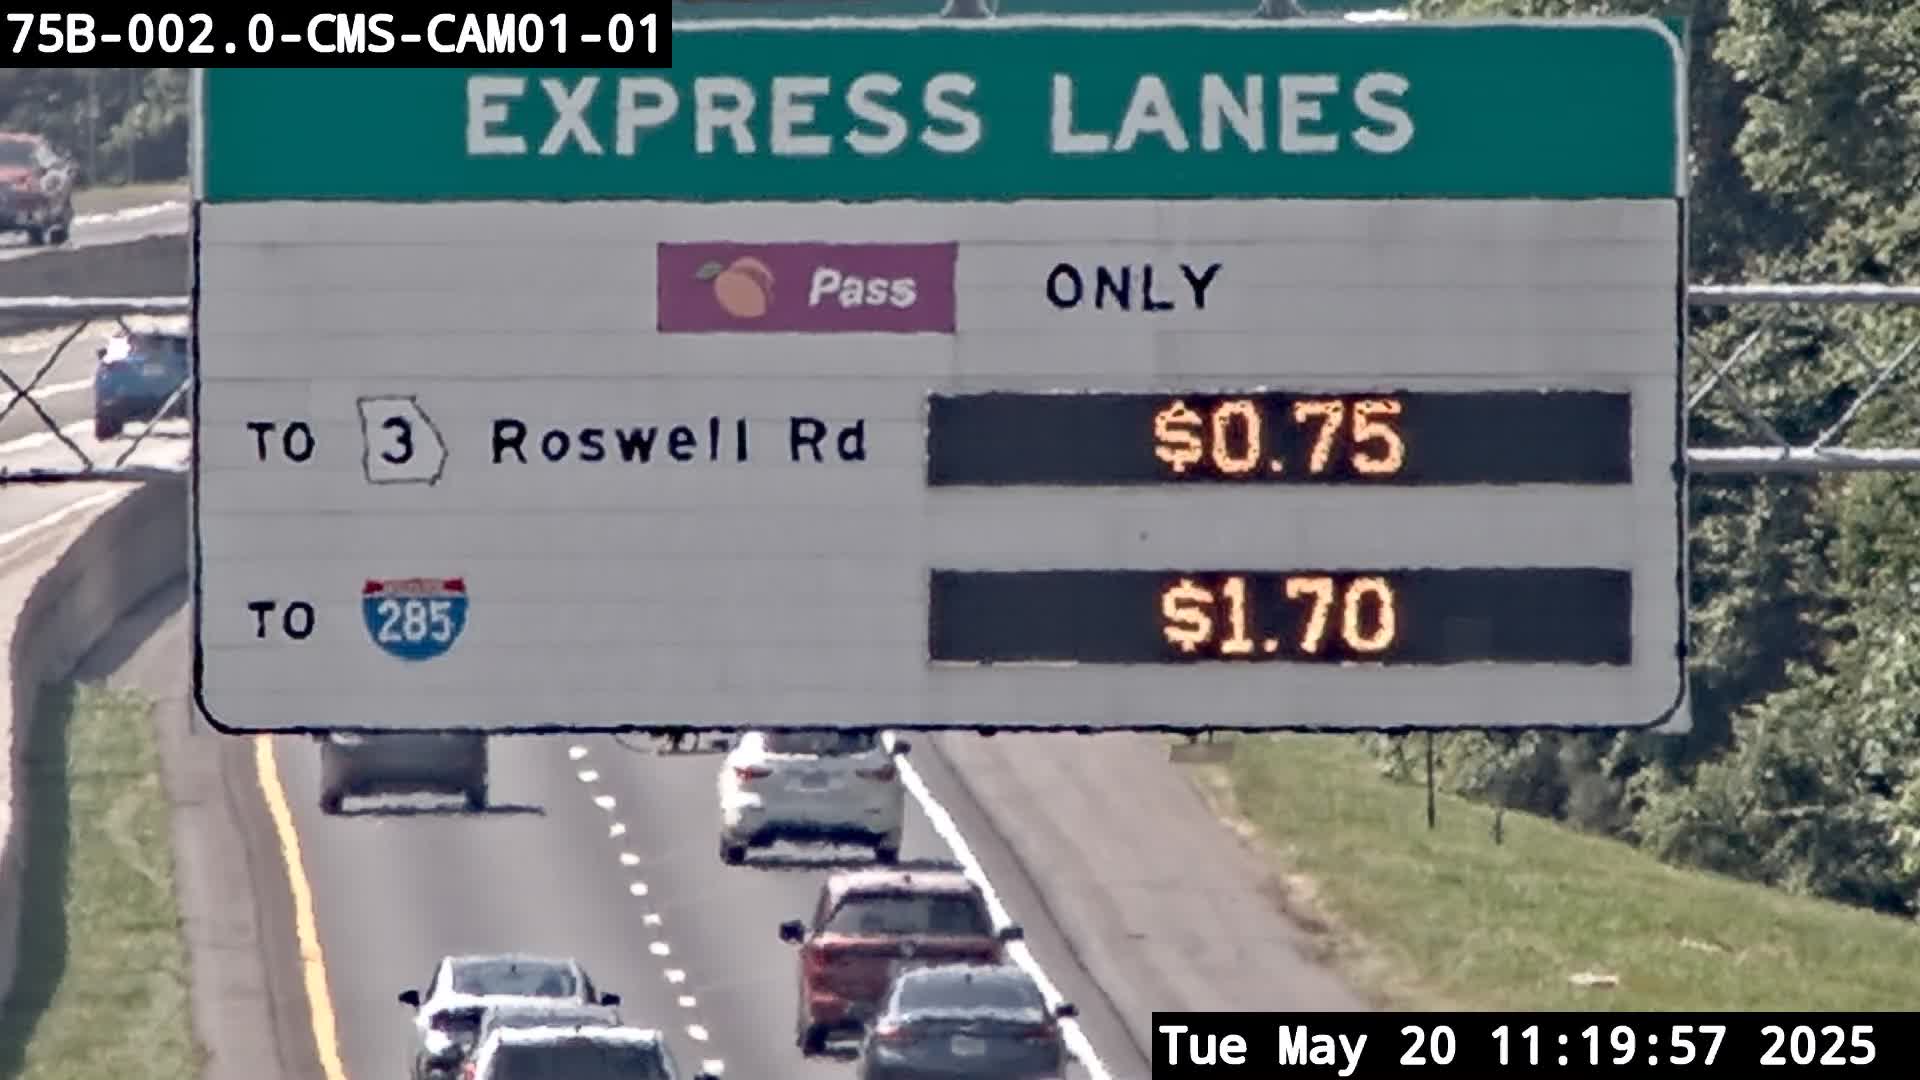 75B-002.0-CMS-CAM01-01
EXPRESS LANES
Pass ONLY
TO 3 Roswell Rd $0.75
TO 285 $1.70
Tue May 20 11:19:57 2025